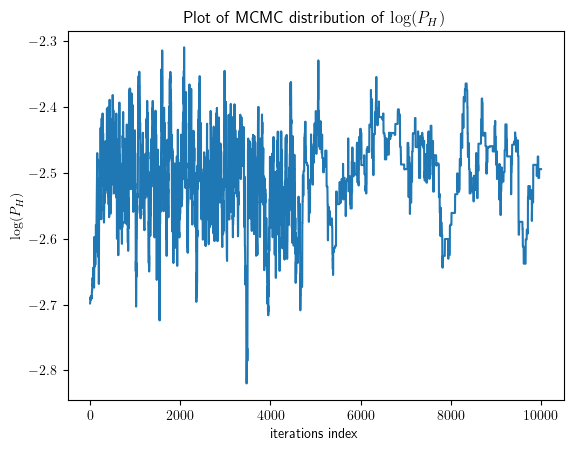 Plot of MCMC distribution of log(P_H)
−2.3
−2.4
−2.5
−2.6
−2.7
−2.8
log(P_H)
0 2000 4000 6000 8000 10000
iterations index